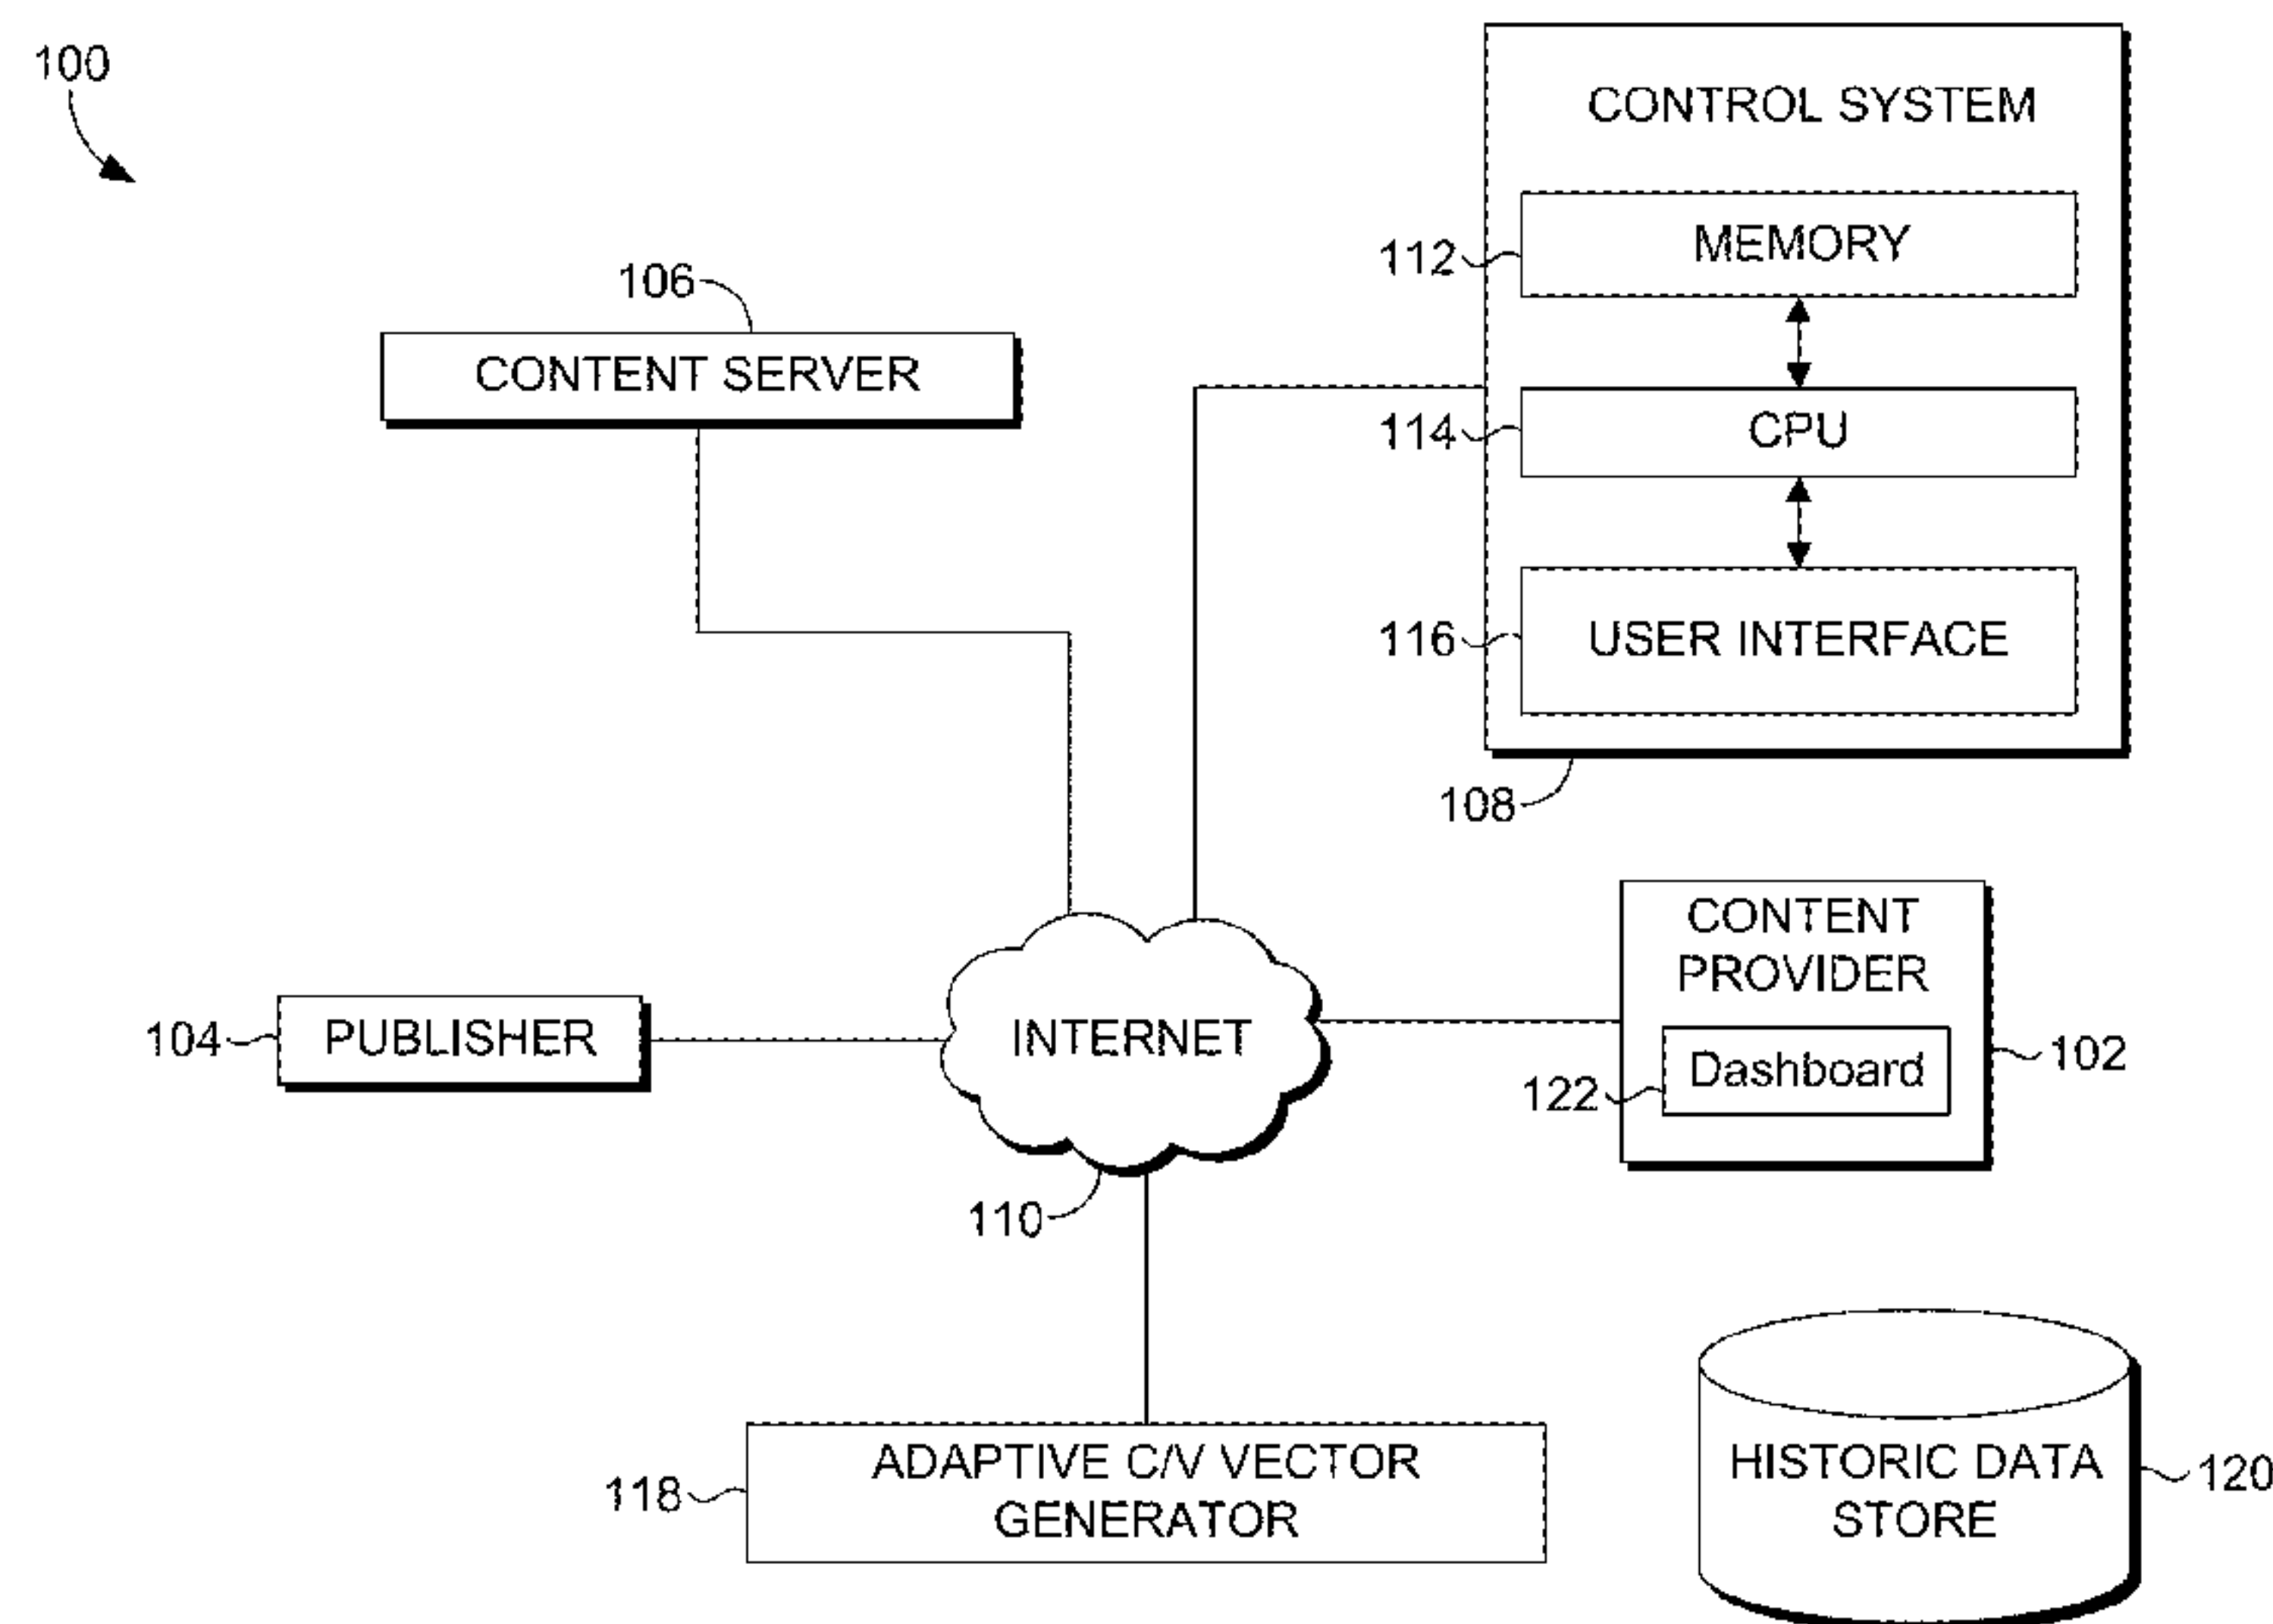 100
CONTROL SYSTEM
112
MEMORY
106
CONTENT SERVER
114
CPU
116
USER INTERFACE
108
CONTENT
PROVIDER
104
PUBLISHER
INTERNET
Dashboard
102
122
110
118
ADAPTIVE C/V VECTOR
GENERATOR
HISTORIC DATA
STORE
120